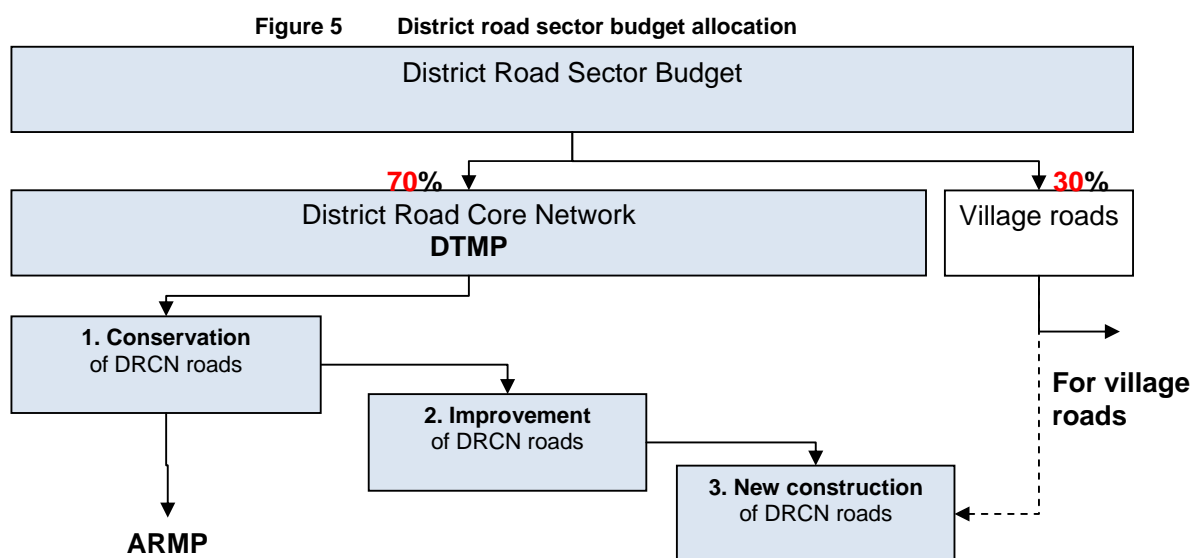 Figure 5 District road sector budget allocation
District Road Sector Budget
70%
30%
District Road Core Network
DTMP
Village roads
1. Conservation
of DRCN roads
2. Improvement
of DRCN roads
For village
roads
3. New construction
of DRCN roads
ARMP